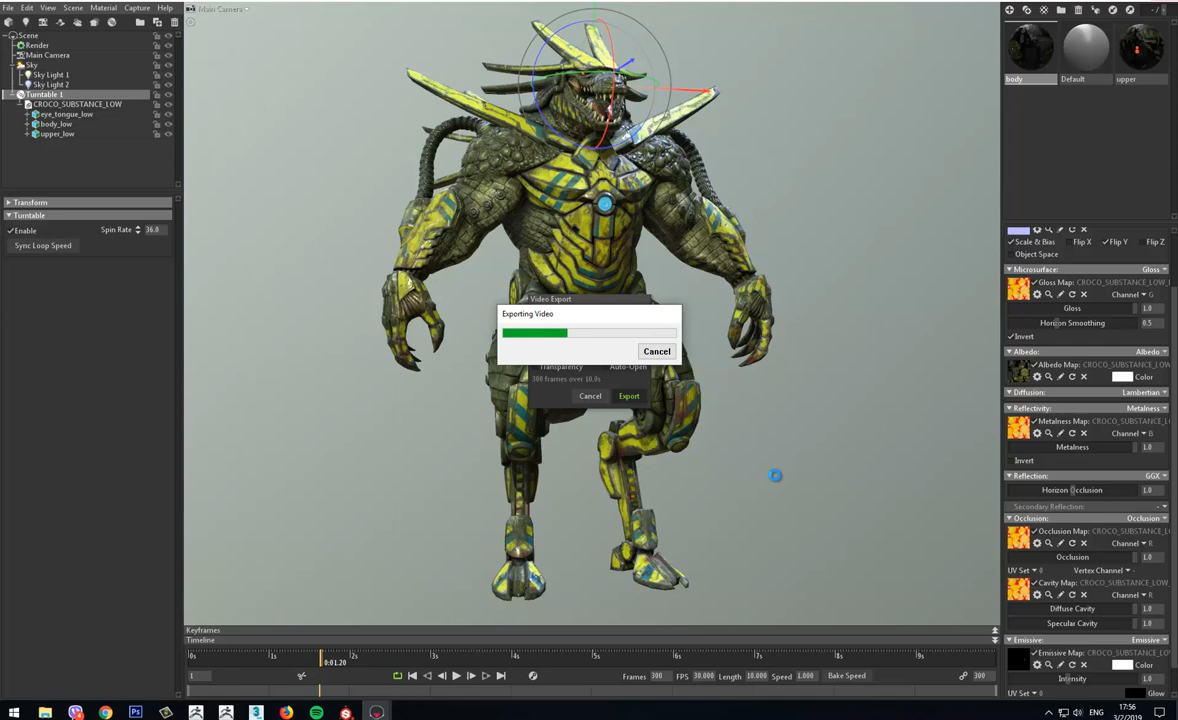 File Edit View Scene Material Capture Help
Main Camera
Scene
Render
Main Camera
Sky
Sky Light 1
Sky Light 2
Turntable 1
CROCO_SUBSTANCE_LOW
eye_tongue_low
body_low
upper_low
Transform
Turntable
Enable Spin Rate 36.0
Sync Loop Speed
Video Export
Exporting Video
Cancel
Transparency Auto-Open
300 frames over 10.0s
Cancel Export
body Default upper
Scale & Bias Flip X Flip Y Flip Z
Object Space
Microsurface: Gloss
Gloss Map: CROCO_SUBSTANCE_LOW_
Channel G
Gloss 1.0
Horizon Smoothing 0.5
Invert
Albedo: Albedo
Albedo Map: CROCO_SUBSTANCE_LOW
Color
Diffusion: Lambertian
Reflectivity: Metalness
Metalness Map: CROCO_SUBSTANCE_L
Channel B
Metalness 1.0
Invert
Reflection: GGX
Horizon Occlusion 1.0
Secondary Reflection: -
Occlusion: Occlusion
Occlusion Map: CROCO_SUBSTANCE_L
Channel R
Occlusion 1.0
UV Set 0 Vertex Channel -
Cavity Map: CROCO_SUBSTANCE_LOW
Channel R
Diffuse Cavity 1.0
Specular Cavity 1.0
Emissive: Emissive
Emissive Map: CROCO_SUBSTANCE_LO
Color
Intensity 1.0
UV Set 0 Glow
Keyframes
Timeline
0s 1s 2s 3s 4s 5s 6s 7s 8s 9s
0:01.20
1 Frames 300 FPS 30.000 Length 10.000 Speed 1.000 Bake Speed 300
ENG
17:56
3/2/2019